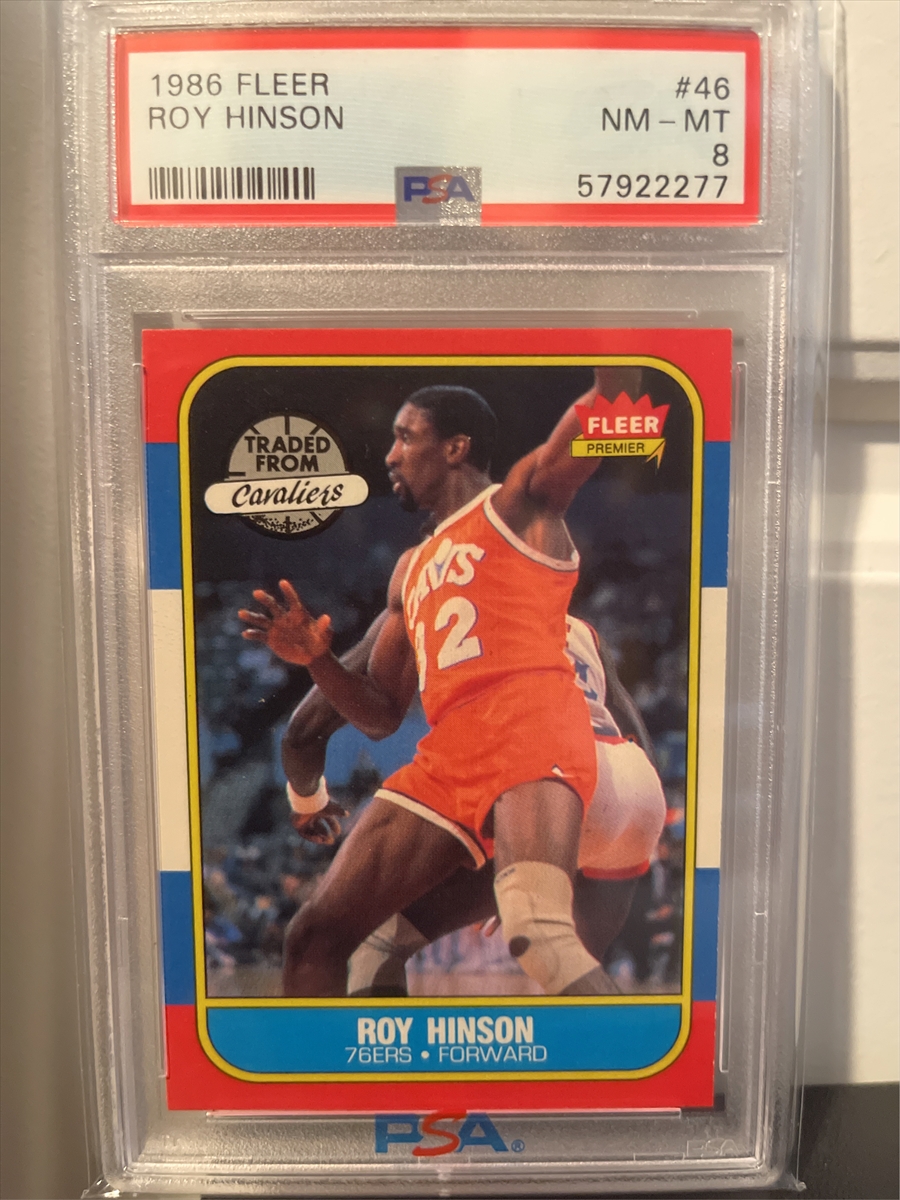 1986 FLEER #46
ROY HINSON NM - MT
8
PSA 57922277
TRADED
FROM
Cavaliers
FLEER
PREMIER
CAVS
32
ROY HINSON
76ERS • FORWARD
PSA®
PSA